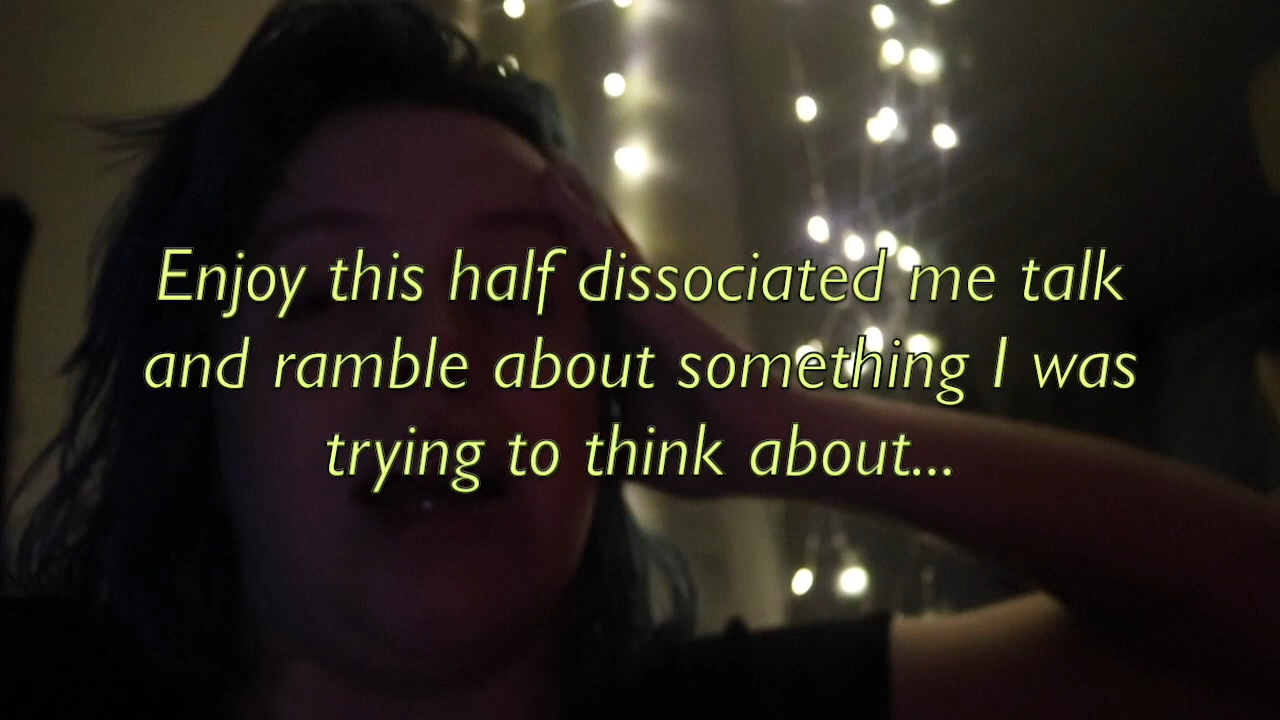 Enjoy this half dissociated me talk
and ramble about something I was
trying to think about...